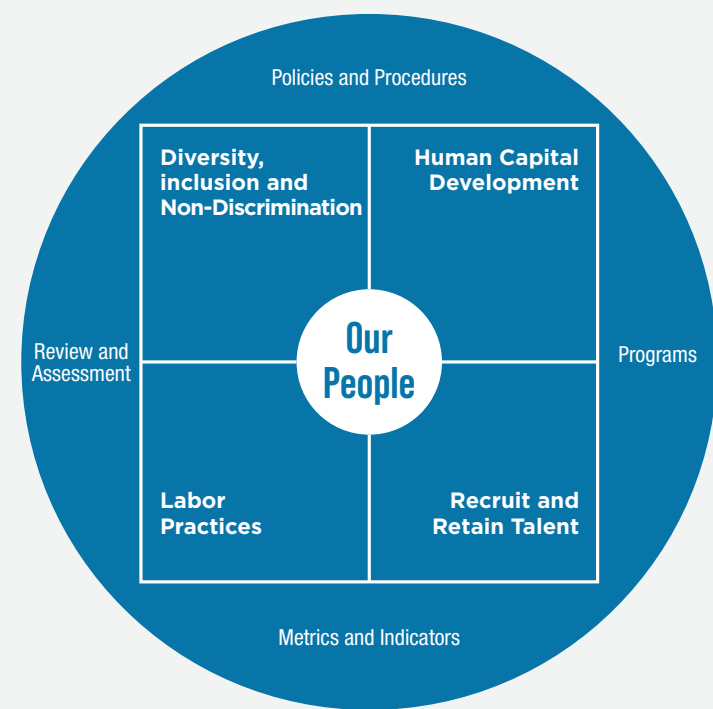 Policies and Procedures
Diversity,
inclusion and
Non-Discrimination
Human Capital
Development
Review and
Assessment
Our
People
Programs
Labor
Practices
Recruit and
Retain Talent
Metrics and Indicators